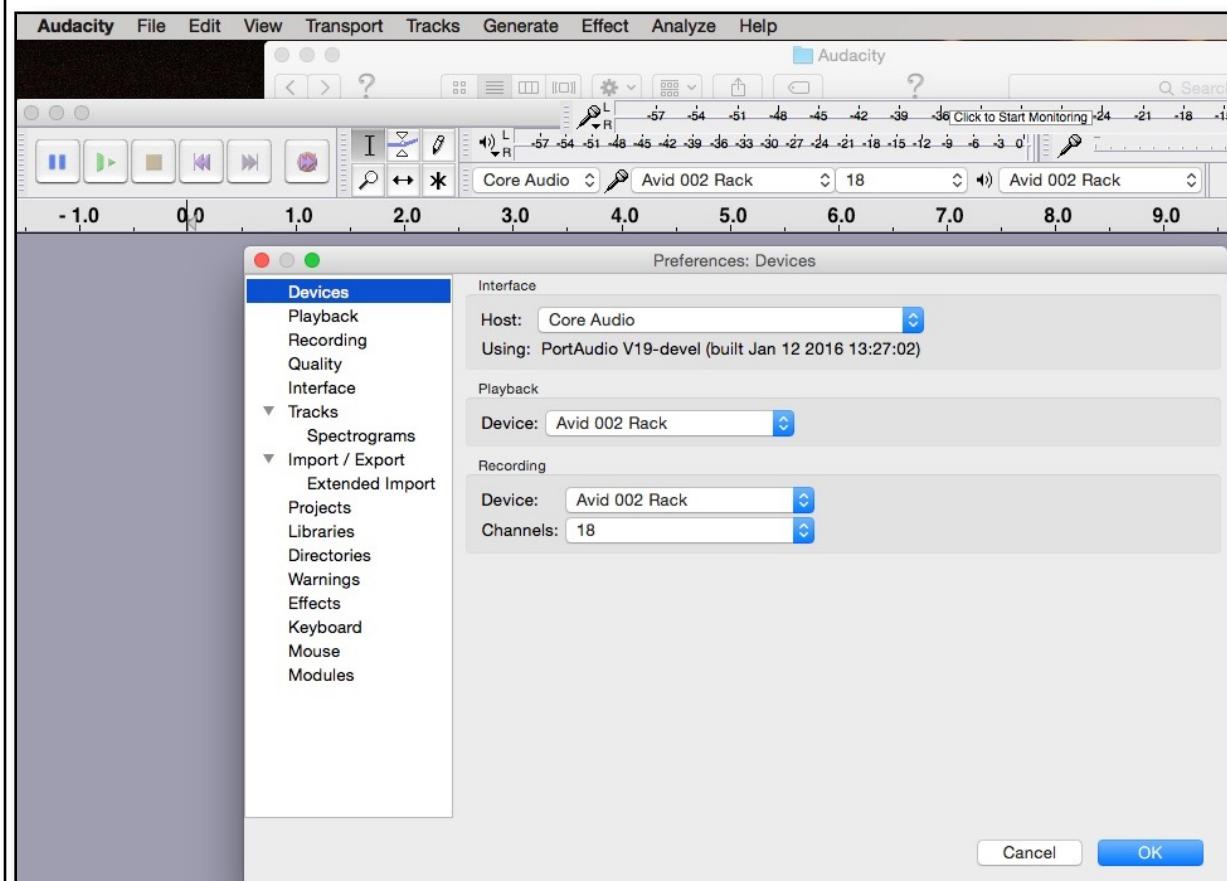 Audacity File Edit View Transport Tracks Generate Effect Analyze Help
Audacity
?
?
Search
L
R
-57 -54 -51 -48 -45 -42 -39 -36 Click to Start Monitoring -24 -21 -18
L
R
-57 -54 -51 -48 -45 -42 -39 -36 -33 -30 -27 -24 -21 -18 -15 -12 -9 -6 -3 0
Core Audio Avid 002 Rack 18 Avid 002 Rack
- 1.0 0.0 1.0 2.0 3.0 4.0 5.0 6.0 7.0 8.0 9.0
Preferences: Devices
Devices
Playback
Recording
Quality
Interface
Tracks
Spectrograms
Import / Export
Extended Import
Projects
Libraries
Directories
Warnings
Effects
Keyboard
Mouse
Modules
Interface
Host: Core Audio
Using: PortAudio V19-devel (built Jan 12 2016 13:27:02)
Playback
Device: Avid 002 Rack
Recording
Device: Avid 002 Rack
Channels: 18
Cancel OK